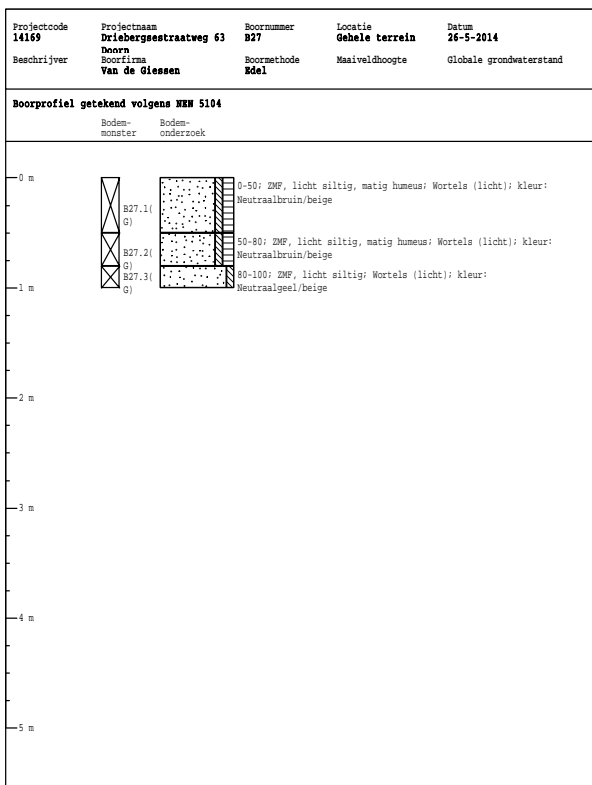 Projectcode Projectnaam Boornummer Locatie Datum
14169 Driebergsestraatweg 63 B27 Gehele terrein 26-5-2014
Doorn
Beschrijver Boorfirma Boormethode Maaiveldhoogte Globale grondwaterstand
Van de Giessen Edel
Boorprofiel getekend volgens NEN 5104
Bodem- Bodem-
monster onderzoek
0 m
0-50; ZMF, licht siltig, matig humeus; Wortels (licht); kleur:
Neutraalbruin/beige
B27.1(
G)
50-80; ZMF, licht siltig, matig humeus; Wortels (licht); kleur:
Neutraalbruin/beige
B27.2(
G)
80-100; ZMF, licht siltig; Wortels (licht); kleur:
Neutraalgeel/beige
B27.3(
G)
1 m
2 m
3 m
4 m
5 m